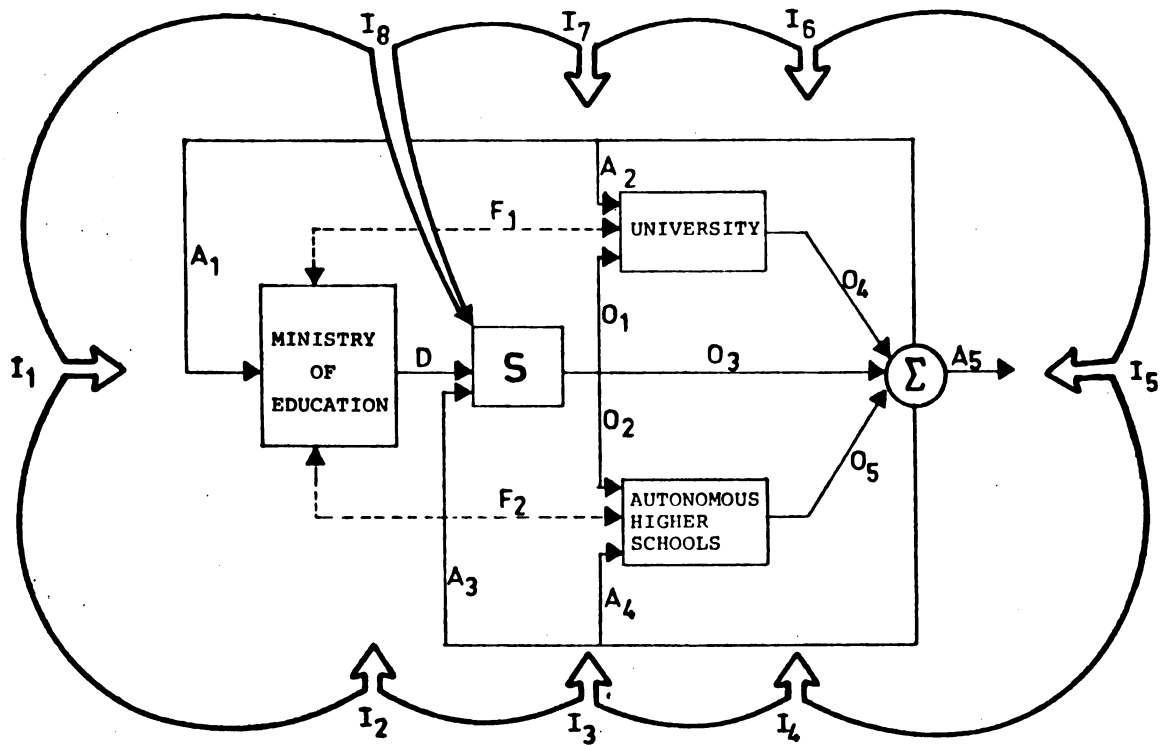 I8
I7
I6
A2
F1
UNIVERSITY
A1
O4
O1
MINISTRY
OF
EDUCATION
D
S
O3
Σ
A5
I1
I5
O2
O5
F2
AUTONOMOUS
HIGHER
SCHOOLS
A3
A4
I2
I3
I4